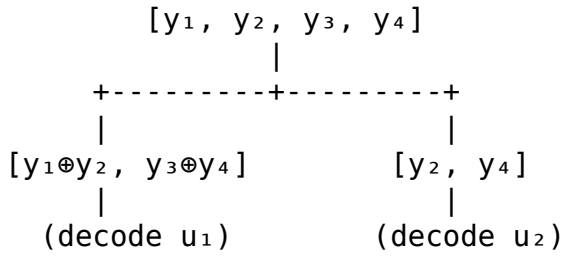 [y₁, y₂, y₃, y₄]
|
+---------+---------+
| |
[y₁⊕y₂, y₃⊕y₄] [y₂, y₄]
| |
(decode u₁) (decode u₂)